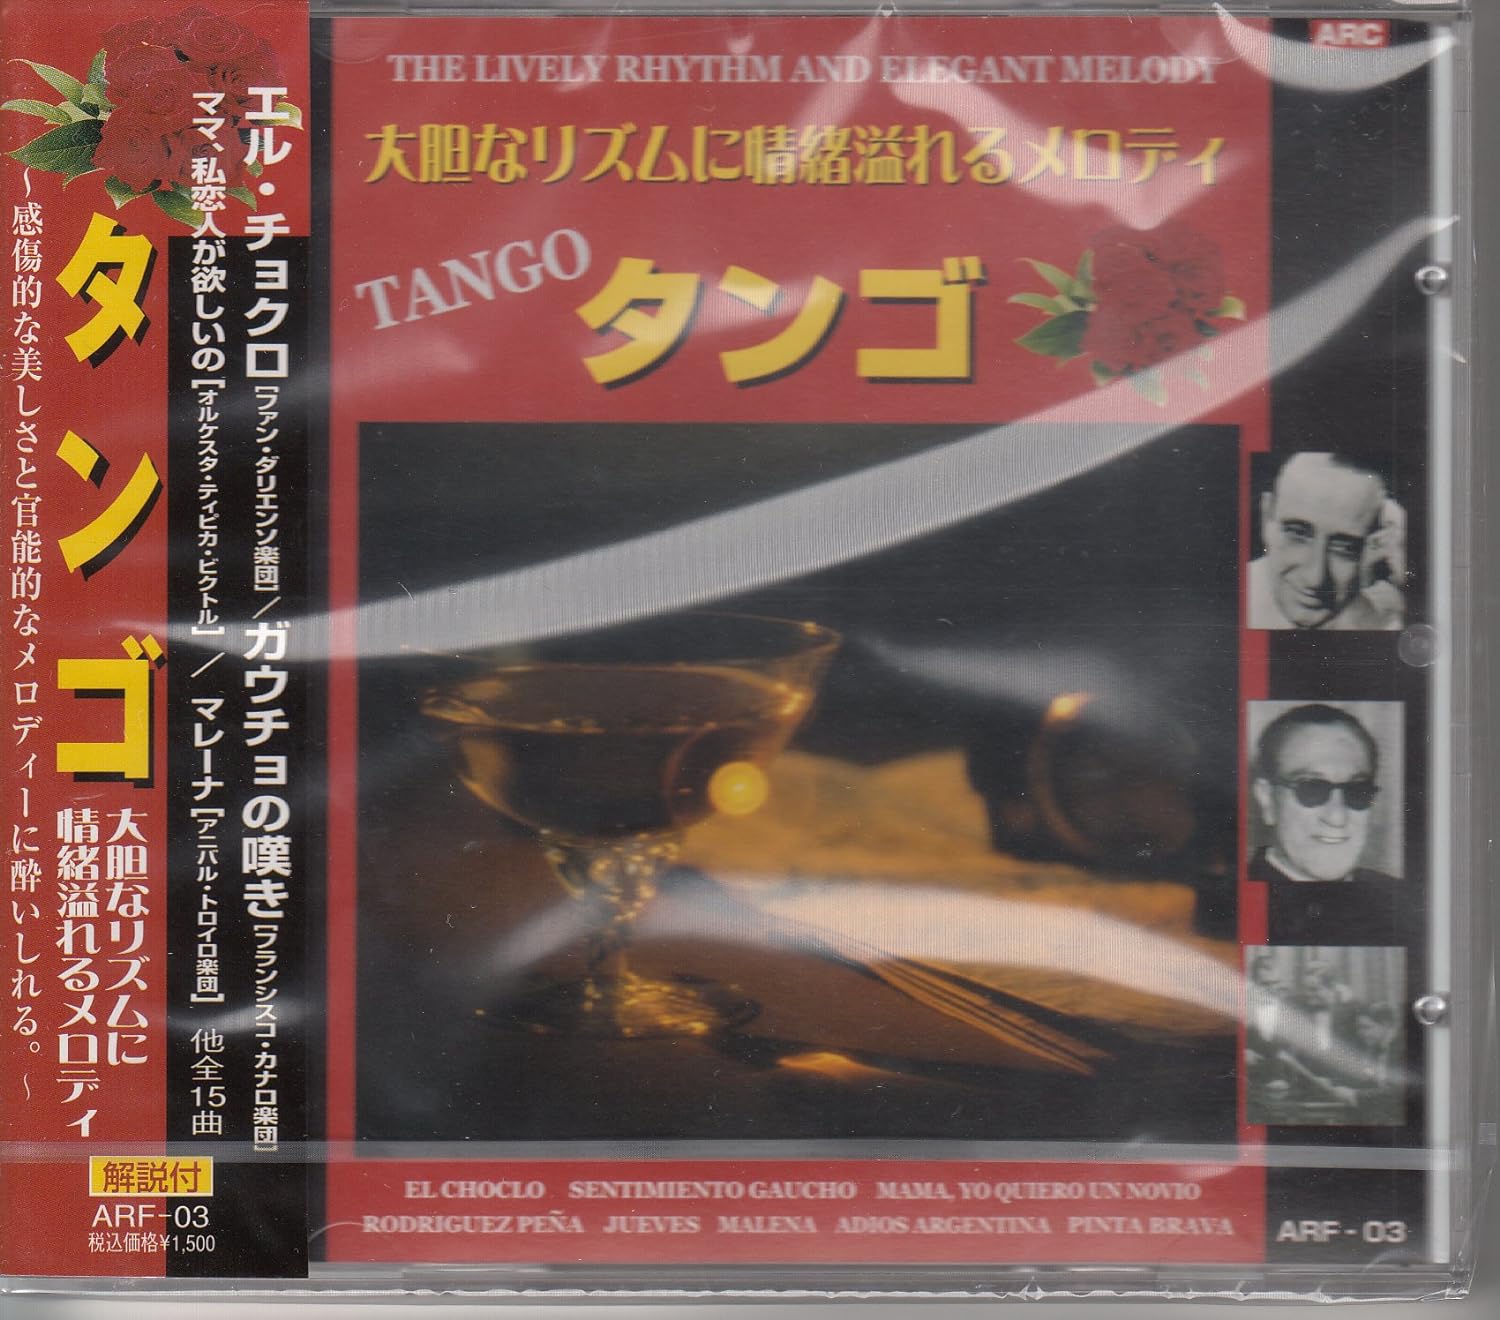 エル・チョクロ[ファン・ダリエンソ楽団]／ガウチョの嘆き[フランシスコ・カナロ楽団]
ママ、私恋人が欲しいの[オルケスタ・ティピカ・ビクトル]／マレーナ[アニバル・トロイロ楽団] 他全15曲
タンゴ
大胆なリズムに
情緒溢れるメロディ
～感傷的な美しさと官能的なメロディーに酔いしれる。～
解説付
ARF-03
税込価格¥1,500
ARC
THE LIVELY RHYTHM AND ELEGANT MELODY
大胆なリズムに情緒溢れるメロディ
TANGO
タンゴ
EL CHOCLO SENTIMIENTO GAUCHO MAMA, YO QUIERO UN NOVIO
RODRIGUEZ PEÑA JUEVES MALENA ADIOS ARGENTINA PINTA BRAVA
ARF-03